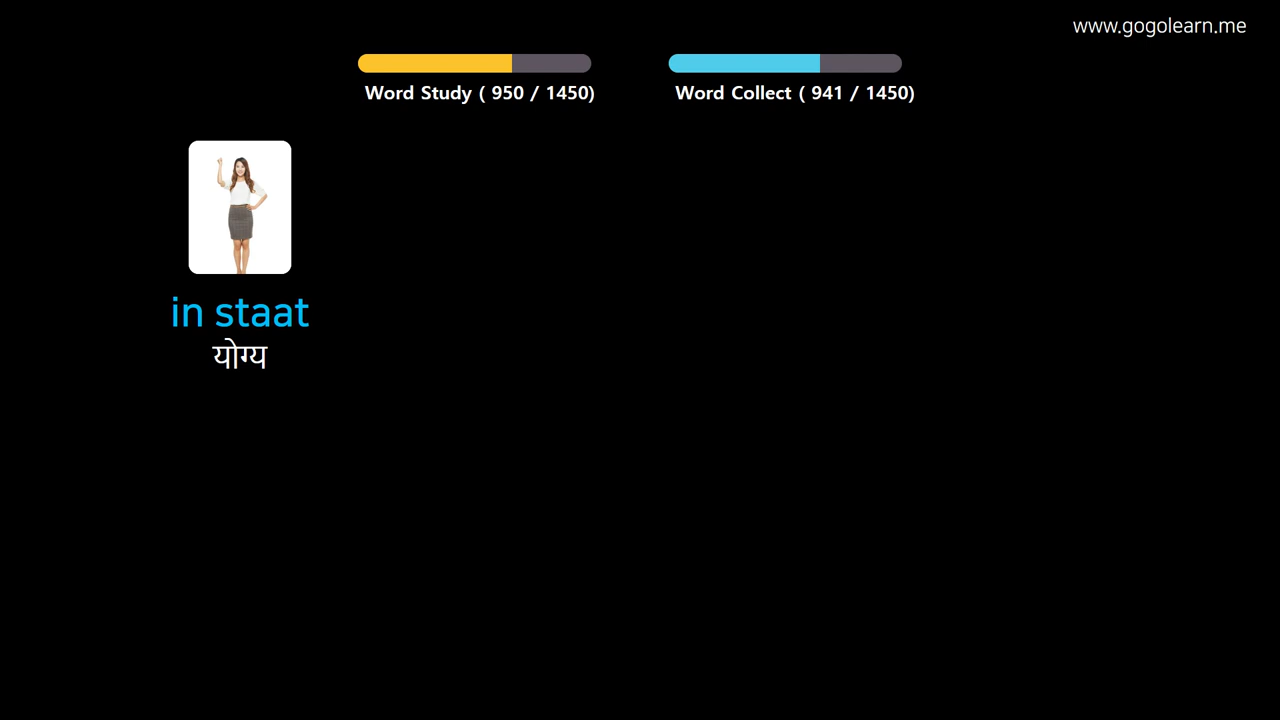 www.gogolearn.me
Word Study ( 950 / 1450)
Word Collect ( 941 / 1450)
in staat
योग्य